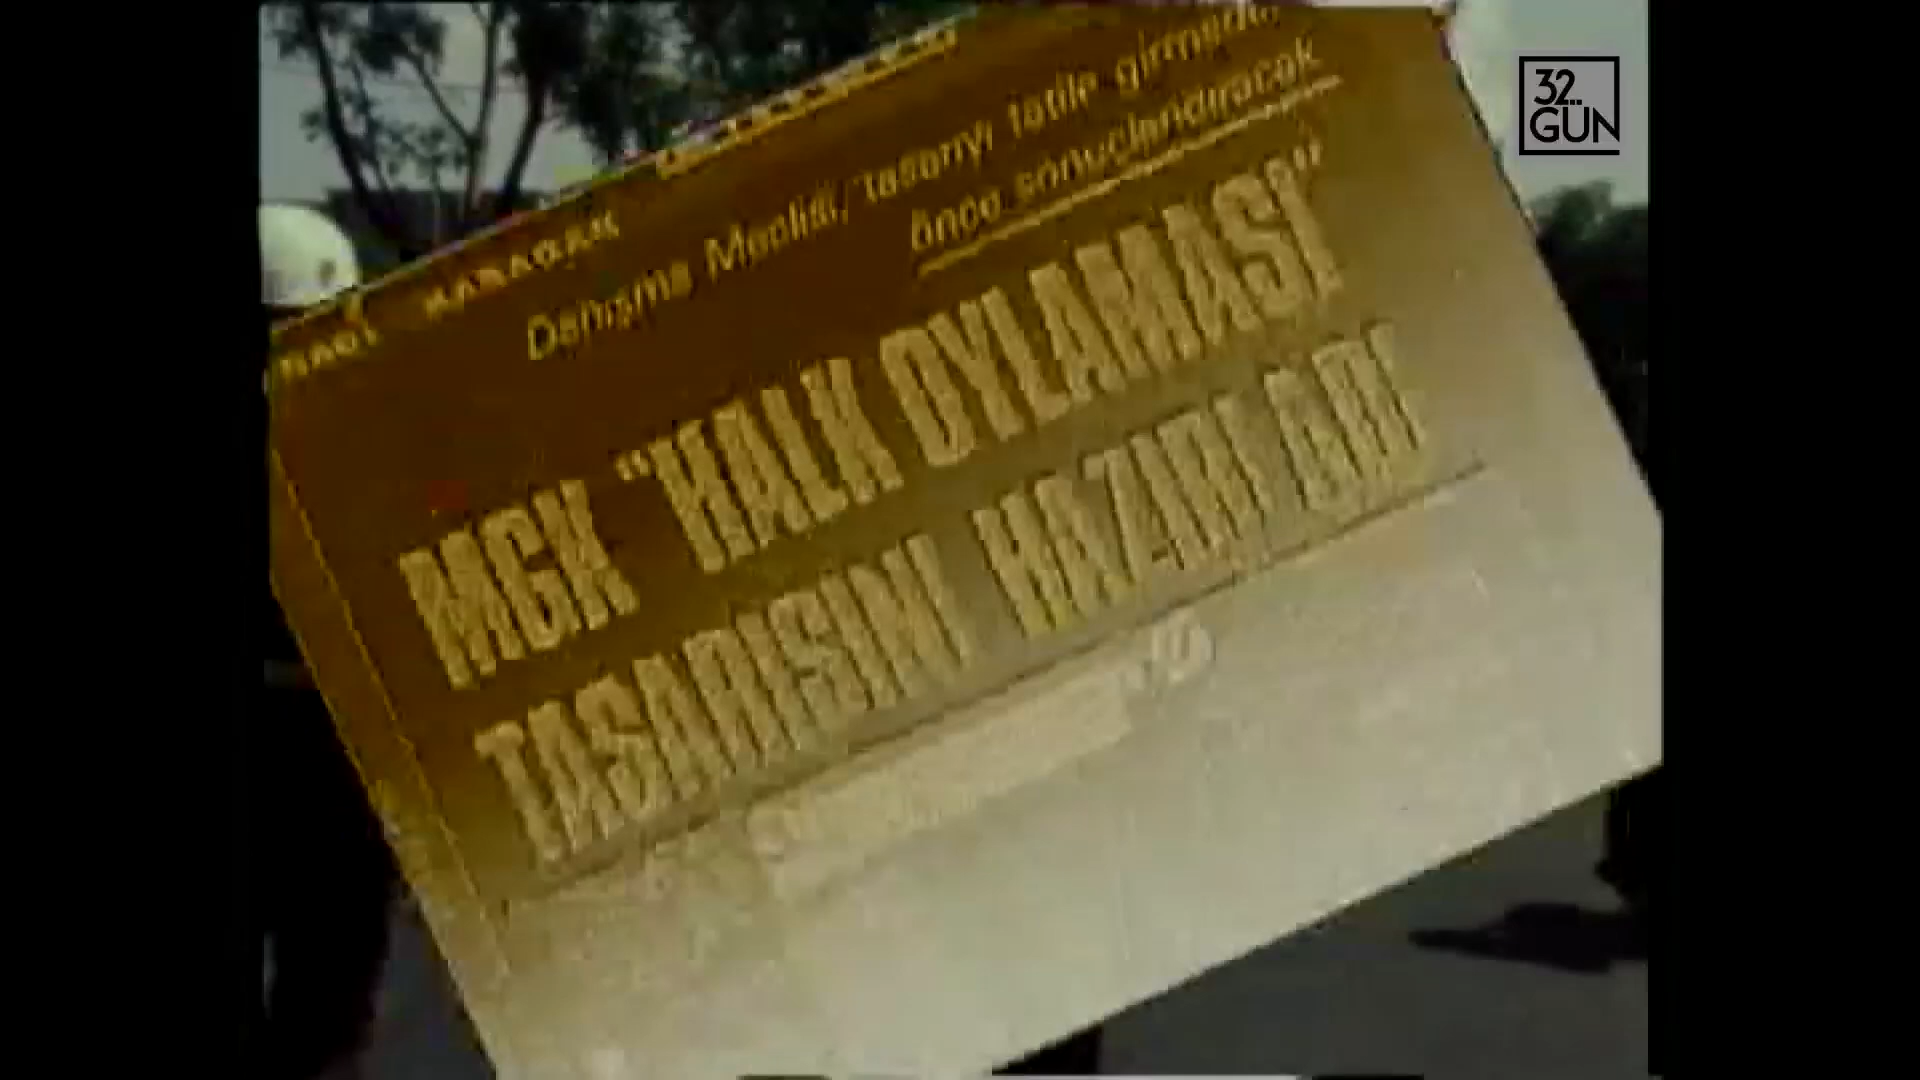 Danışma Meclisi, tasarıyı tatile girmeden
önce sonuçlandıracak
MGK "HALK OYLAMASI"
TASARISINI HAZIRLADI
32.
GÜN